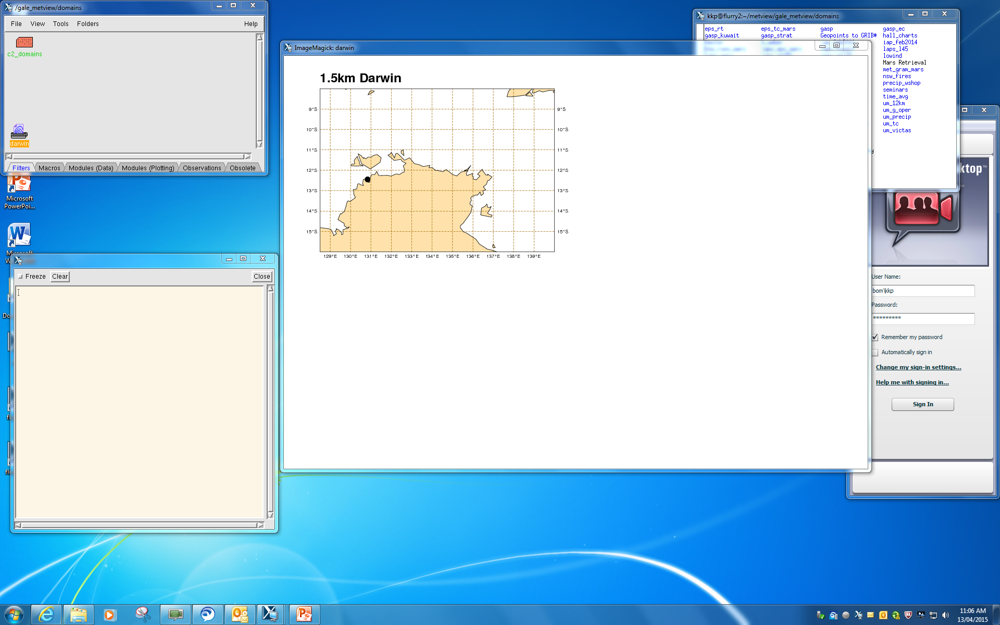 /gale_metview/domains
File View Tools Folders Help
c2_domains
darwin
Filters Macros Modules (Data) Modules (Plotting) Observations Obsolete
Microsoft
PowerPoi...
Microsoft
Freeze Clear Close
ImageMagick: darwin
1.5km Darwin
9°S 9°S
10°S 10°S
11°S 11°S
12°S 12°S
13°S 13°S
14°S 14°S
15°S 15°S
129°E 130°E 131°E 132°E 133°E 134°E 135°E 136°E 137°E 138°E 139°E
kkp@flurry2:~/metview/gale_metview/domains
eps_rt eps_tc_mars gasp gasp_ec
gasp_kuwait gasp_strat Geopoints to GRIB# hall_charts
iap_feb2014
laps_l45
lowind
Mars Retrieval
met_gram_mars
nsw_fires
precip_wshop
seminars
time_avg
um_12km
um_g_oper
um_precip
um_tc
um_victas
ktop™
User Name:
bom\kkp
Password:
*********
Remember my password
Automatically sign in
Change my sign-in settings...
Help me with signing in...
Sign In
11:06 AM
13/04/2015